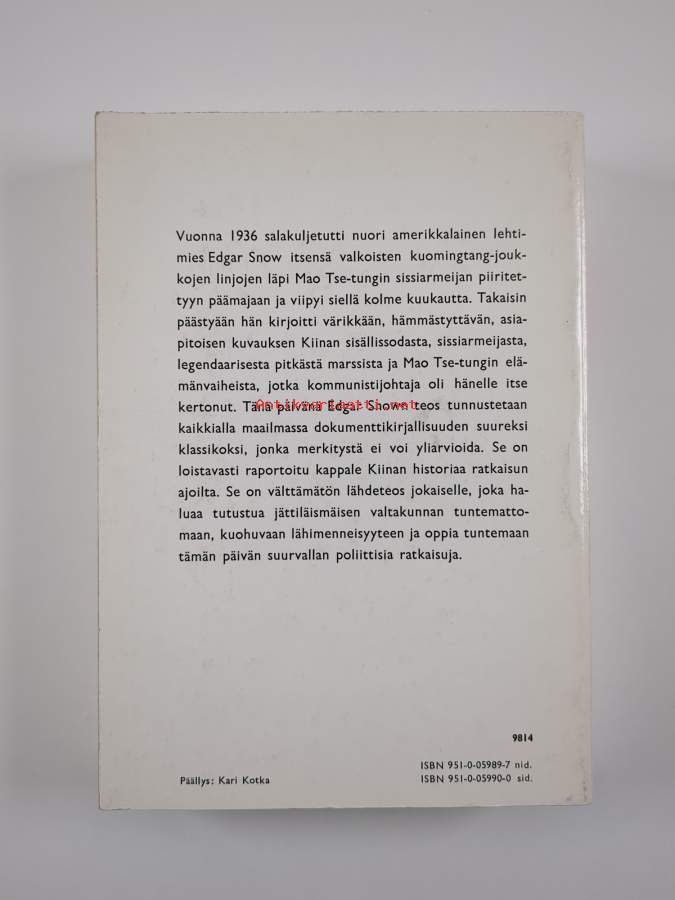 Vuonna 1936 salakuljetutti nuori amerikkalainen lehti-
mies Edgar Snow itsensä valkoisten kuomingtang-jouk-
kojen linjojen läpi Mao Tse-tungin sissiarmeijan piiritet-
tyyn päämajaan ja viipyi siellä kolme kuukautta. Takaisin
päästyään hän kirjoitti värikkään, hämmästyttävän, asia-
pitoisen kuvauksen Kiinan sisällissodasta, sissiarmeijasta,
legendaarisesta pitkästä marssista ja Mao Tse-tungin elä-
mänvaiheista, jotka kommunistijohtaja oli hänelle itse
kertonut. Tänä päivänä Edgar Snown teos tunnustetaan
Antikvariaatti.net
kaikkialla maailmassa dokumenttikirjallisuuden suureksi
klassikoksi, jonka merkitystä ei voi yliarvioida. Se on
loistavasti raportoitu kappale Kiinan historiaa ratkaisun
ajoilta. Se on välttämätön lähdeteos jokaiselle, joka ha-
luaa tutustua jättiläismäisen valtakunnan tuntematto-
maan, kuohuvaan lähimenneisyyteen ja oppia tuntemaan
tämän päivän suurvallan poliittisia ratkaisuja.
9814
ISBN 951-0-05989-7 nid.
ISBN 951-0-05990-0 sid.
Päällys: Kari Kotka